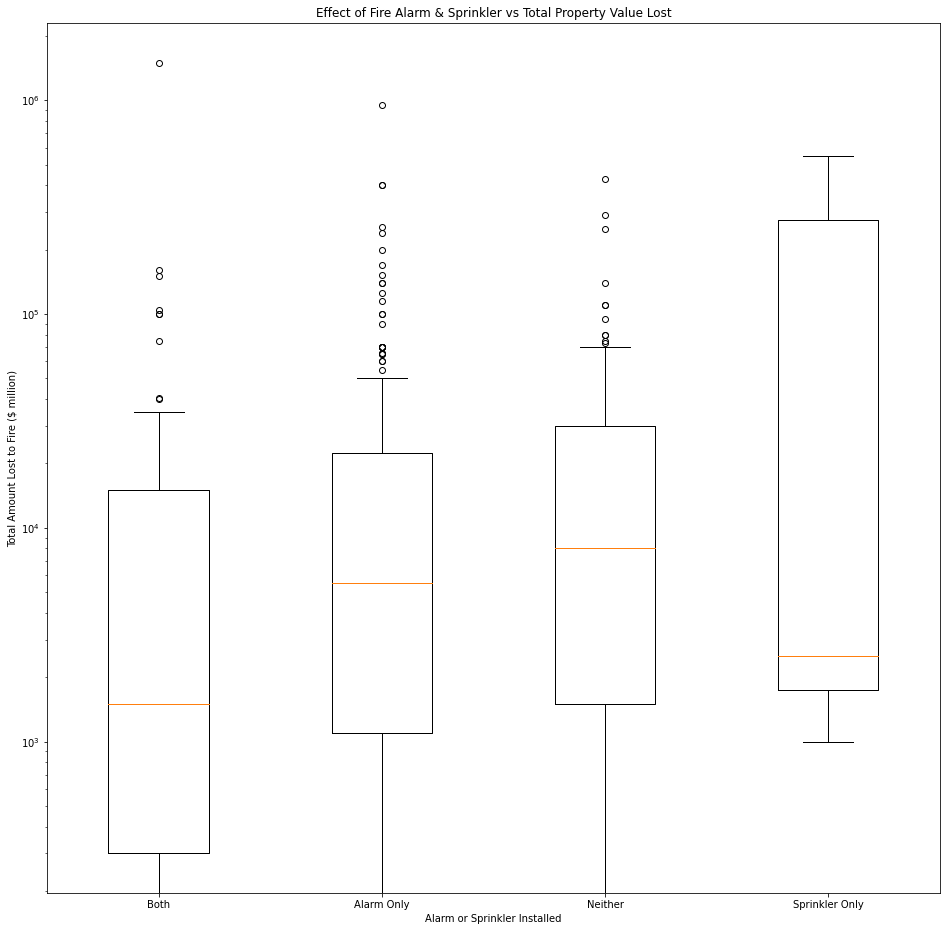 Effect of Fire Alarm & Sprinkler vs Total Property Value Lost
Total Amount Lost to Fire ($ million)
10⁶
10⁵
10⁴
10³
Both
Alarm Only
Neither
Sprinkler Only
Alarm or Sprinkler Installed